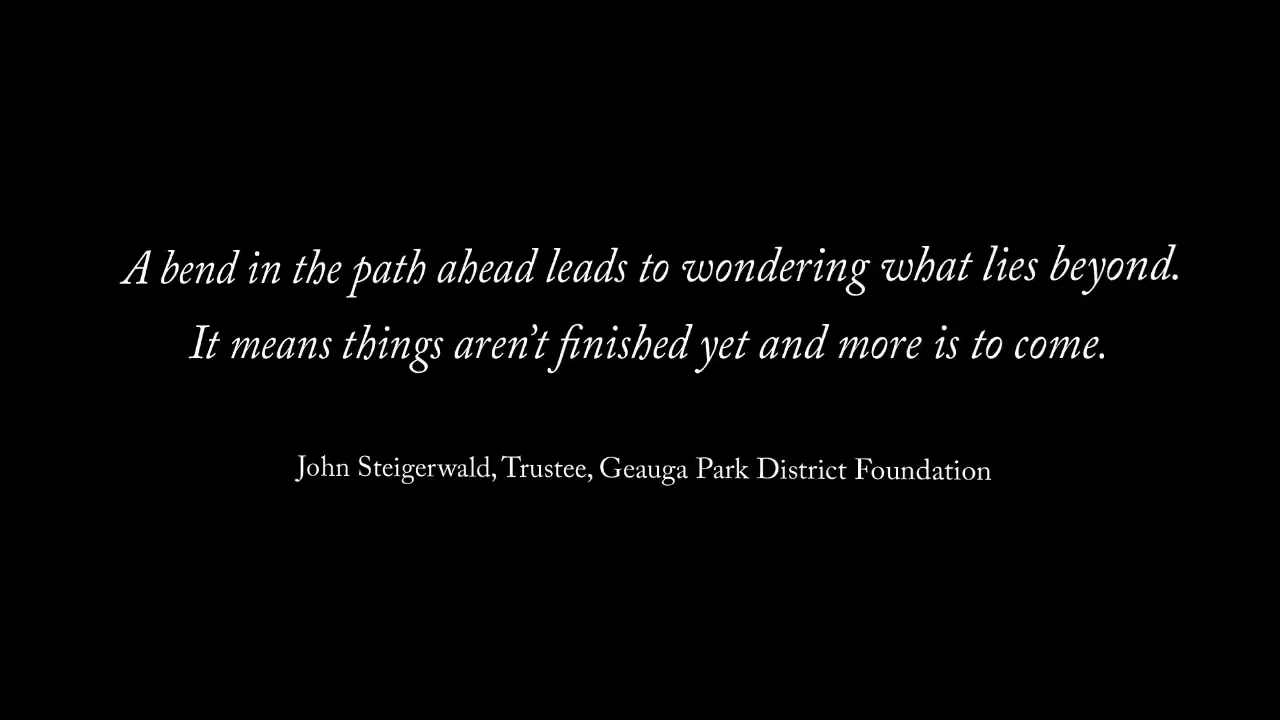 A bend in the path ahead leads to wondering what lies beyond.
It means things aren’t finished yet and more is to come.
John Steigerwald, Trustee, Geauga Park District Foundation